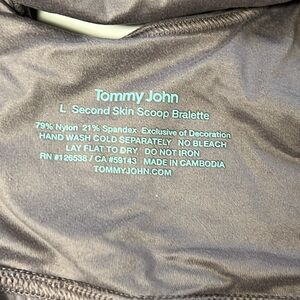 Tommy John
L Second Skin Scoop Bralette
79% Nylon 21% Spandex Exclusive of Decoration
HAND WASH COLD SEPARATELY NO BLEACH
LAY FLAT TO DRY DO NOT IRON
RN #126538 / CA #59143 MADE IN CAMBODIA
TOMMYJOHN.COM